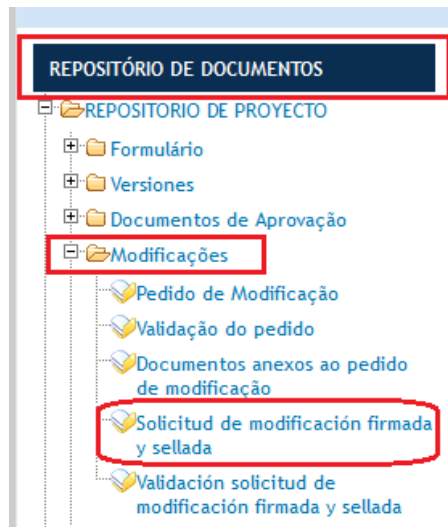 REPOSITÓRIO DE DOCUMENTOS
REPOSITORIO DE PROYECTO
Formulário
Versiones
Documentos de Aprovação
Modificações
Pedido de Modificação
Validação do pedido
Documentos anexos ao pedido
de modificação
Solicitud de modificación firmada
y sellada
Validación solicitud de
modificación firmada y sellada